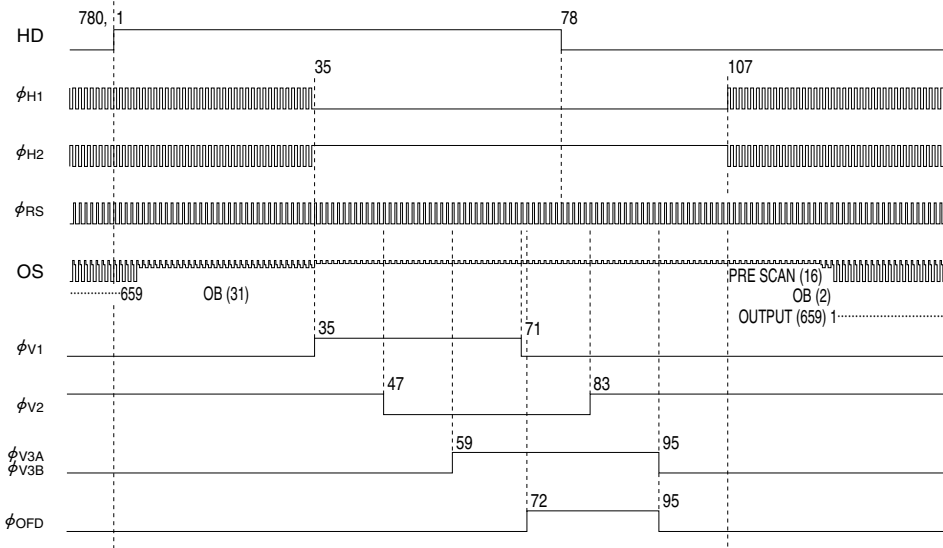 780, 1
78
HD
35
107
ϕH1
ϕH2
ϕRS
OS
PRE SCAN (16)
659
OB (31)
OB (2)
OUTPUT (659) 1
35
71
ϕV1
47
83
ϕV2
59
95
ϕV3A
ϕV3B
72
95
ϕOFD